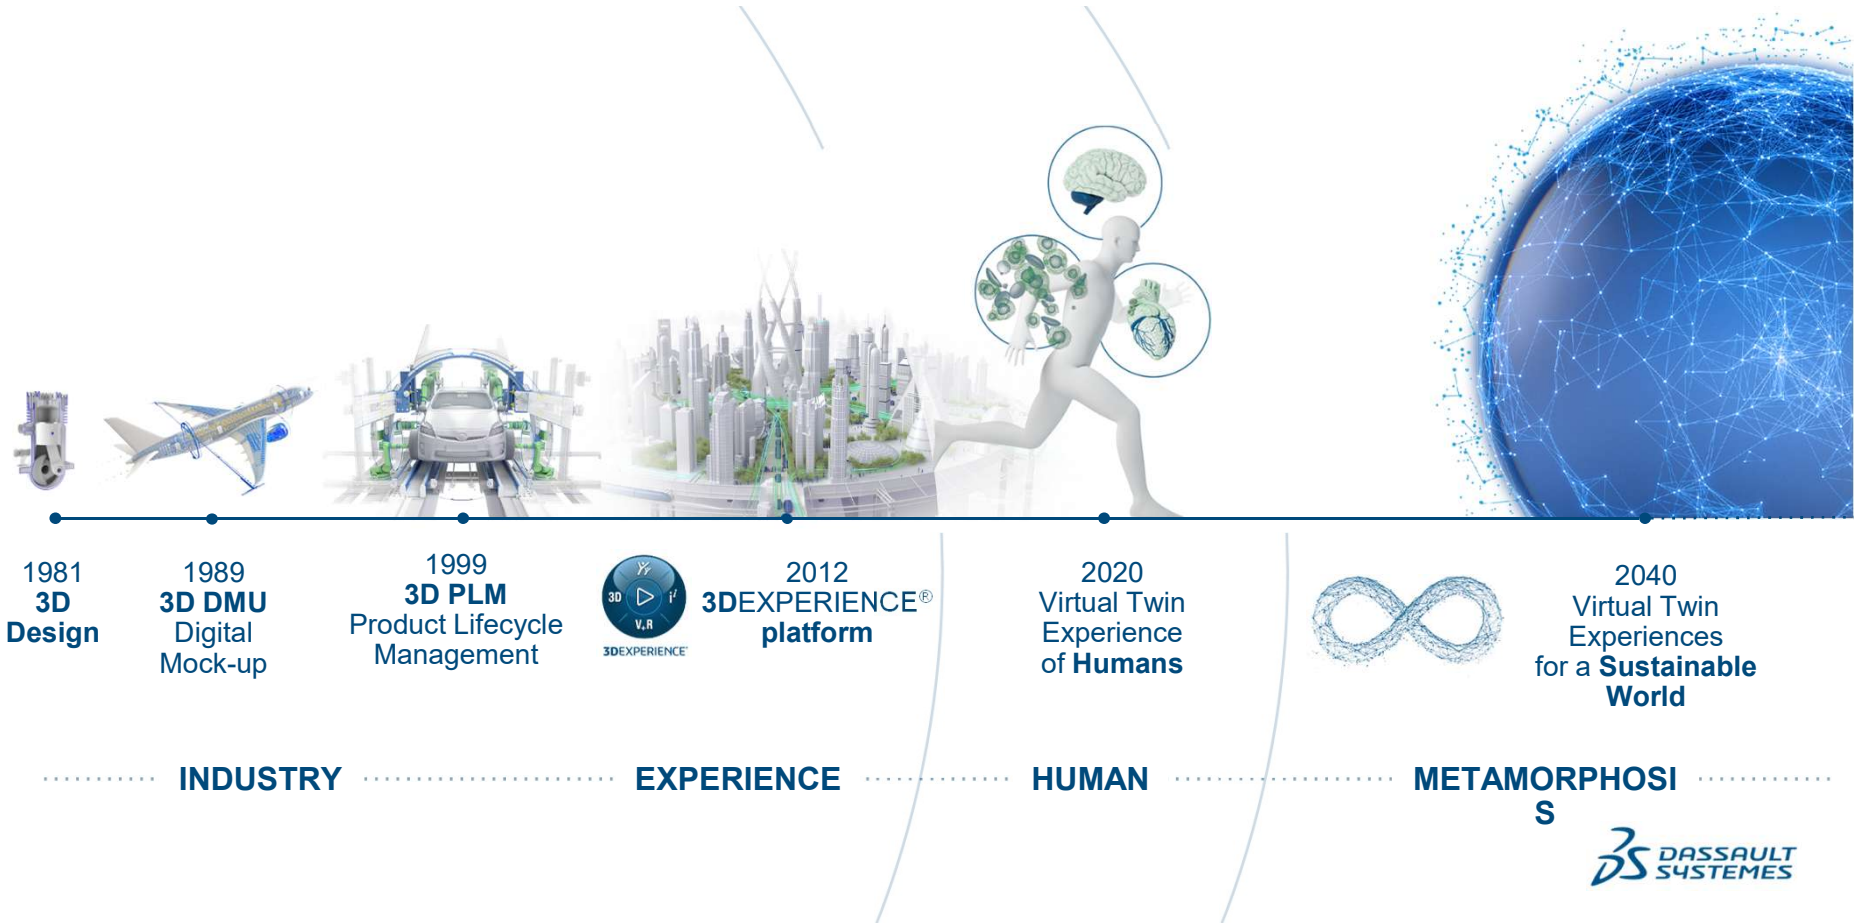 1981
3D
Design
1989
3D DMU
Digital
Mock-up
1999
3D PLM
Product Lifecycle
Management
3D
i
V+R
3DEXPERIENCE
2012
3DEXPERIENCE®
platform
2020
Virtual Twin
Experience
of Humans
2040
Virtual Twin
Experiences
for a Sustainable
World
INDUSTRY
EXPERIENCE
HUMAN
METAMORPHOSI
S
3DS DASSAULT
SYSTEMES